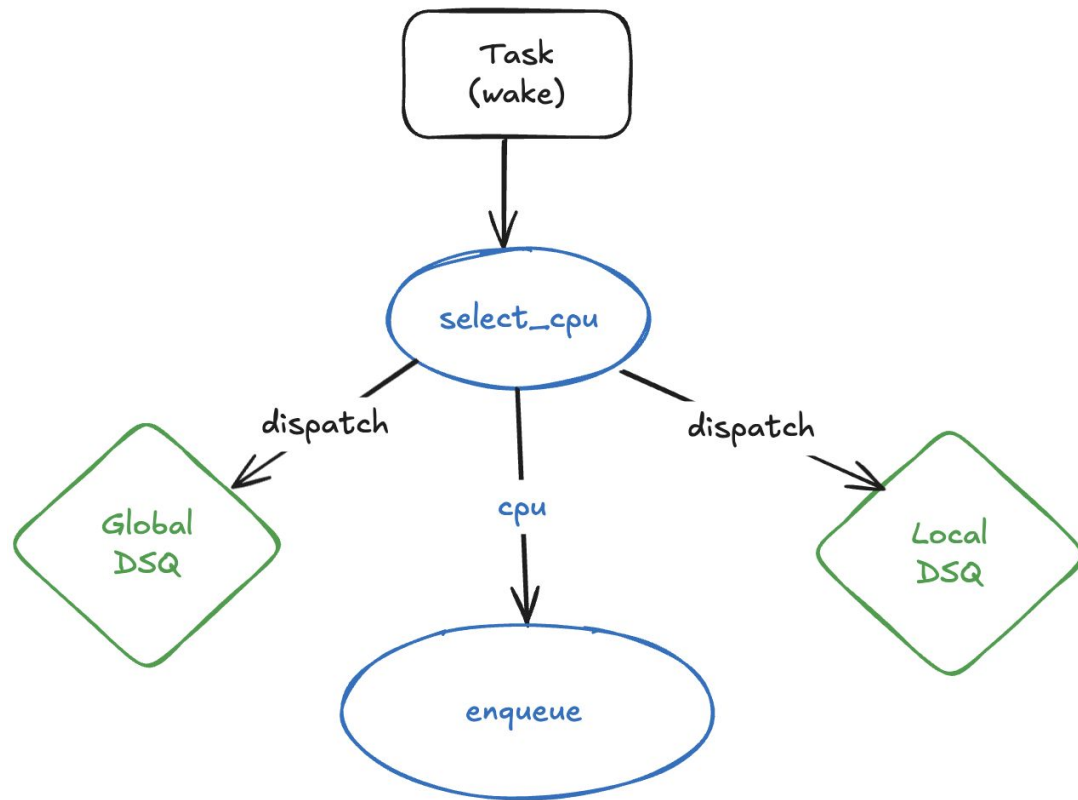 Task
(wake)
select_cpu
dispatch
dispatch
cpu
Global
DSQ
Local
DSQ
enqueue